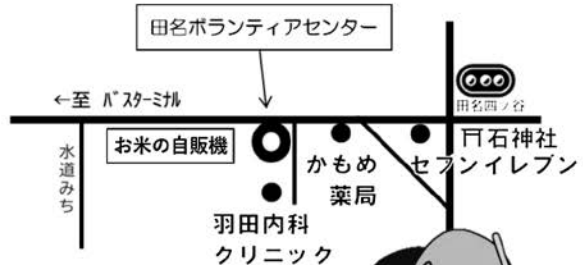 田名ボランティアセンター
←至 バスターミナル
田名四ツ谷
水道みち
お米の自販機
石神社
かもめ
薬局
セブンイレブン
羽田内科
クリニック